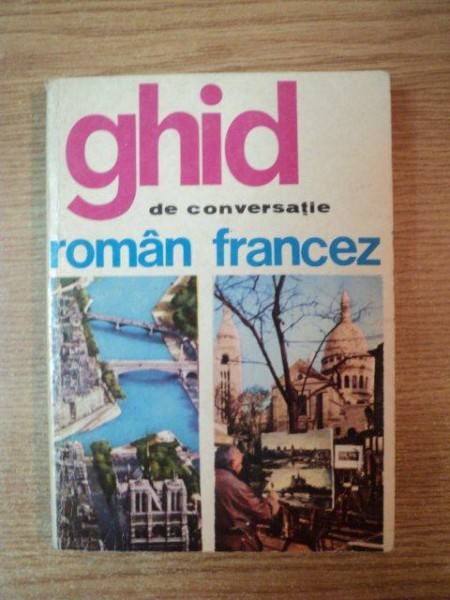 ghid
de conversație
român francez